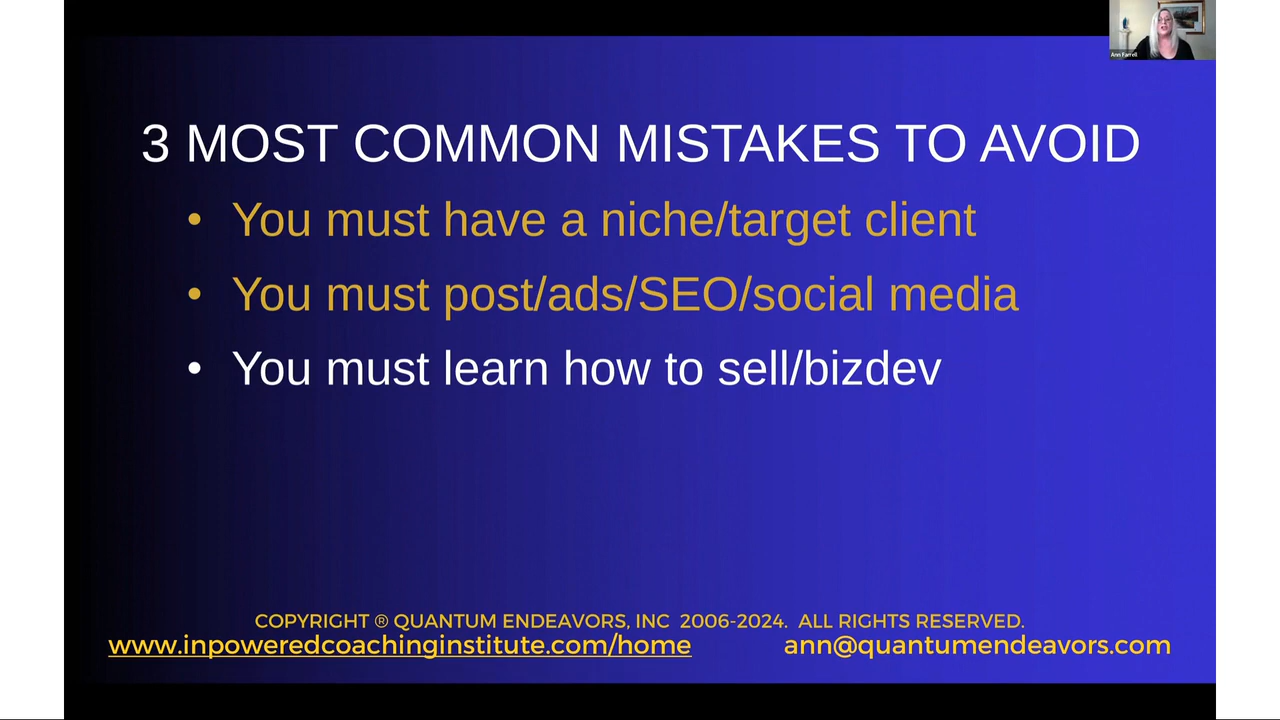 Ann Farrell
3 MOST COMMON MISTAKES TO AVOID
• You must have a niche/target client
• You must post/ads/SEO/social media
• You must learn how to sell/bizdev
COPYRIGHT ® QUANTUM ENDEAVORS, INC 2006-2024. ALL RIGHTS RESERVED.
www.inpoweredcoachinginstitute.com/home
ann@quantumendeavors.com